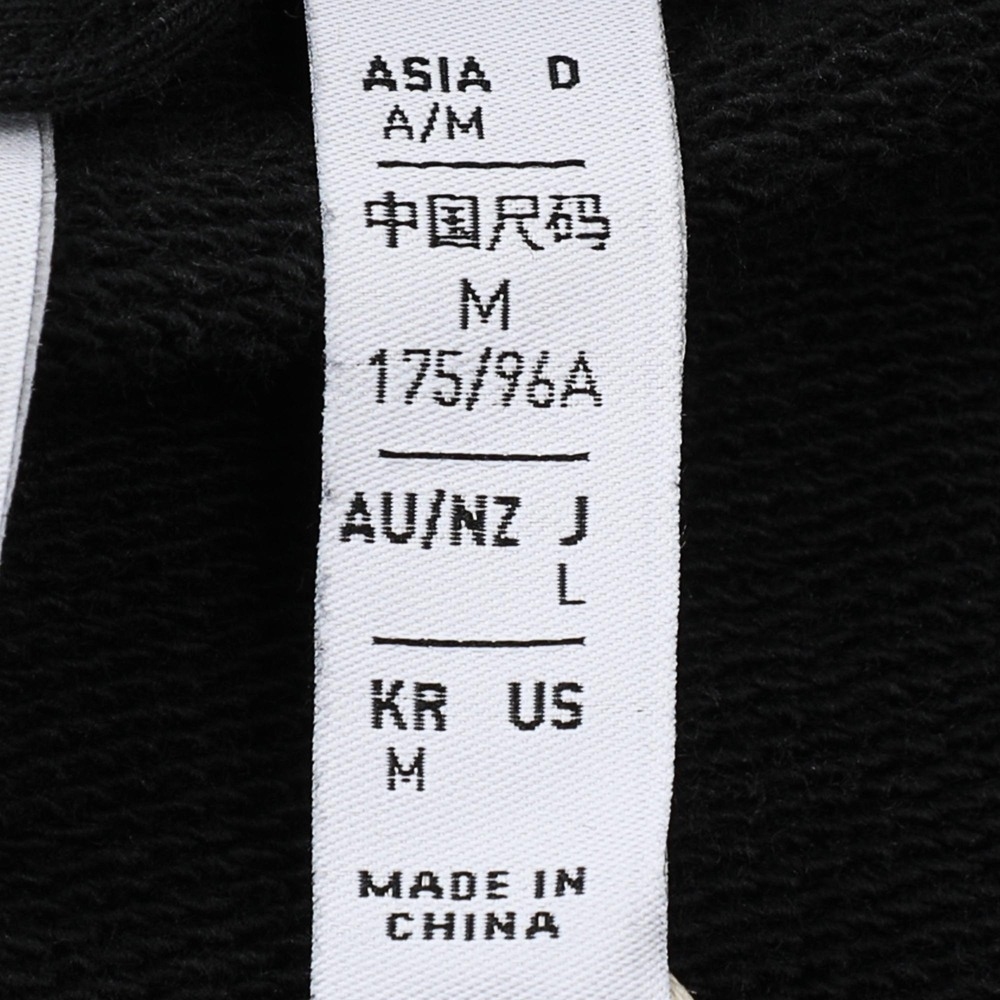 ASIA D
A/M
中国尺码
M
175/96A
AU/NZ J
L
KR US
M
MADE IN
CHINA